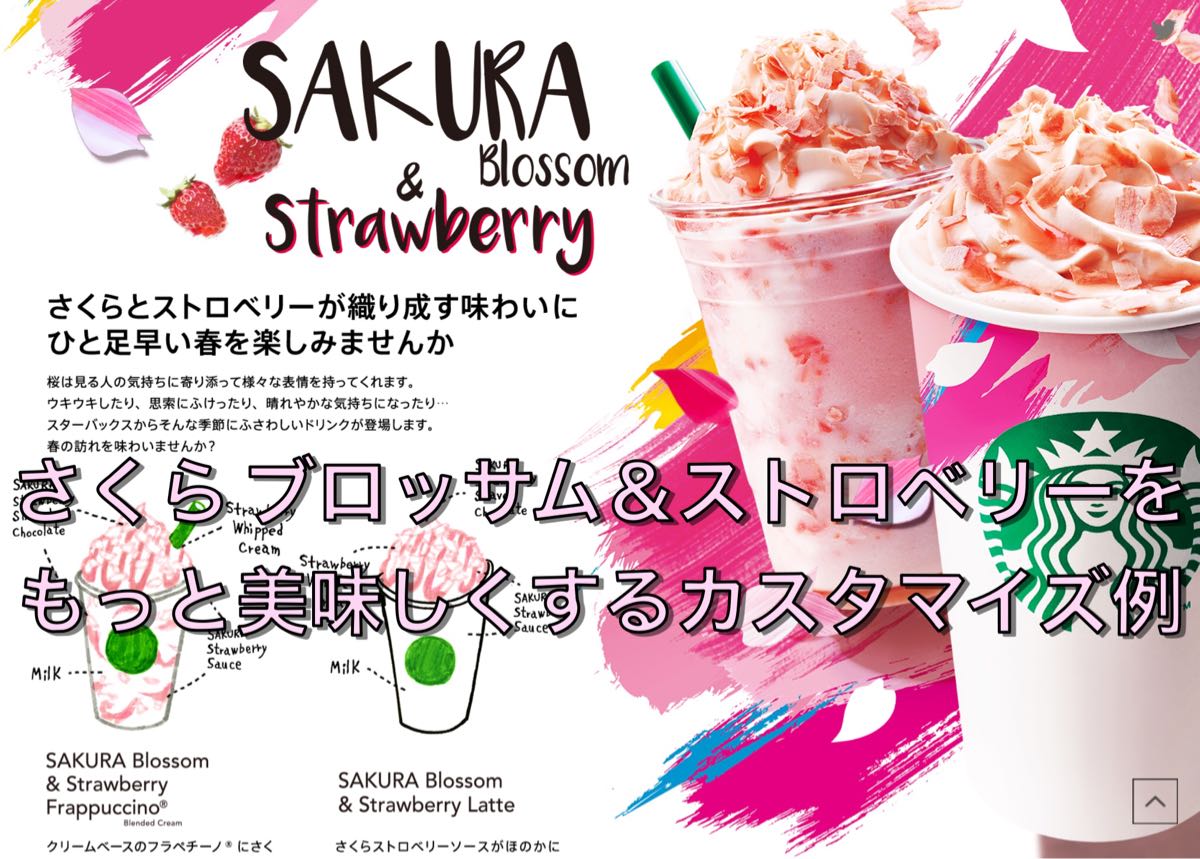 SAKURA
Blossom
&
Strawberry
さくらとストロベリーが織り成す味わいに
ひと足早い春を楽しみませんか
桜は見る人の気持ちに寄り添って様々な表情を持ってくれます。
ウキウキしたり、思索にふけったり、晴れやかな気持ちになったり…
スターバックスからそんな季節にふさわしいドリンクが登場します。
春の訪れを味わいませんか?
さくらブロッサム&ストロベリーを
もっと美味しくするカスタマイズ例
Chocolate
Strawberry
Whipped
Cream
SAKURA
Strawberry
Sauce
Milk
Strawberry
Sauce
Milk
SAKURA Blossom
& Strawberry
Frappuccino®
Blended Cream
クリームベースのフラペチーノ®にさく
SAKURA Blossom
& Strawberry Latte
さくらストロベリーソースがほのかに